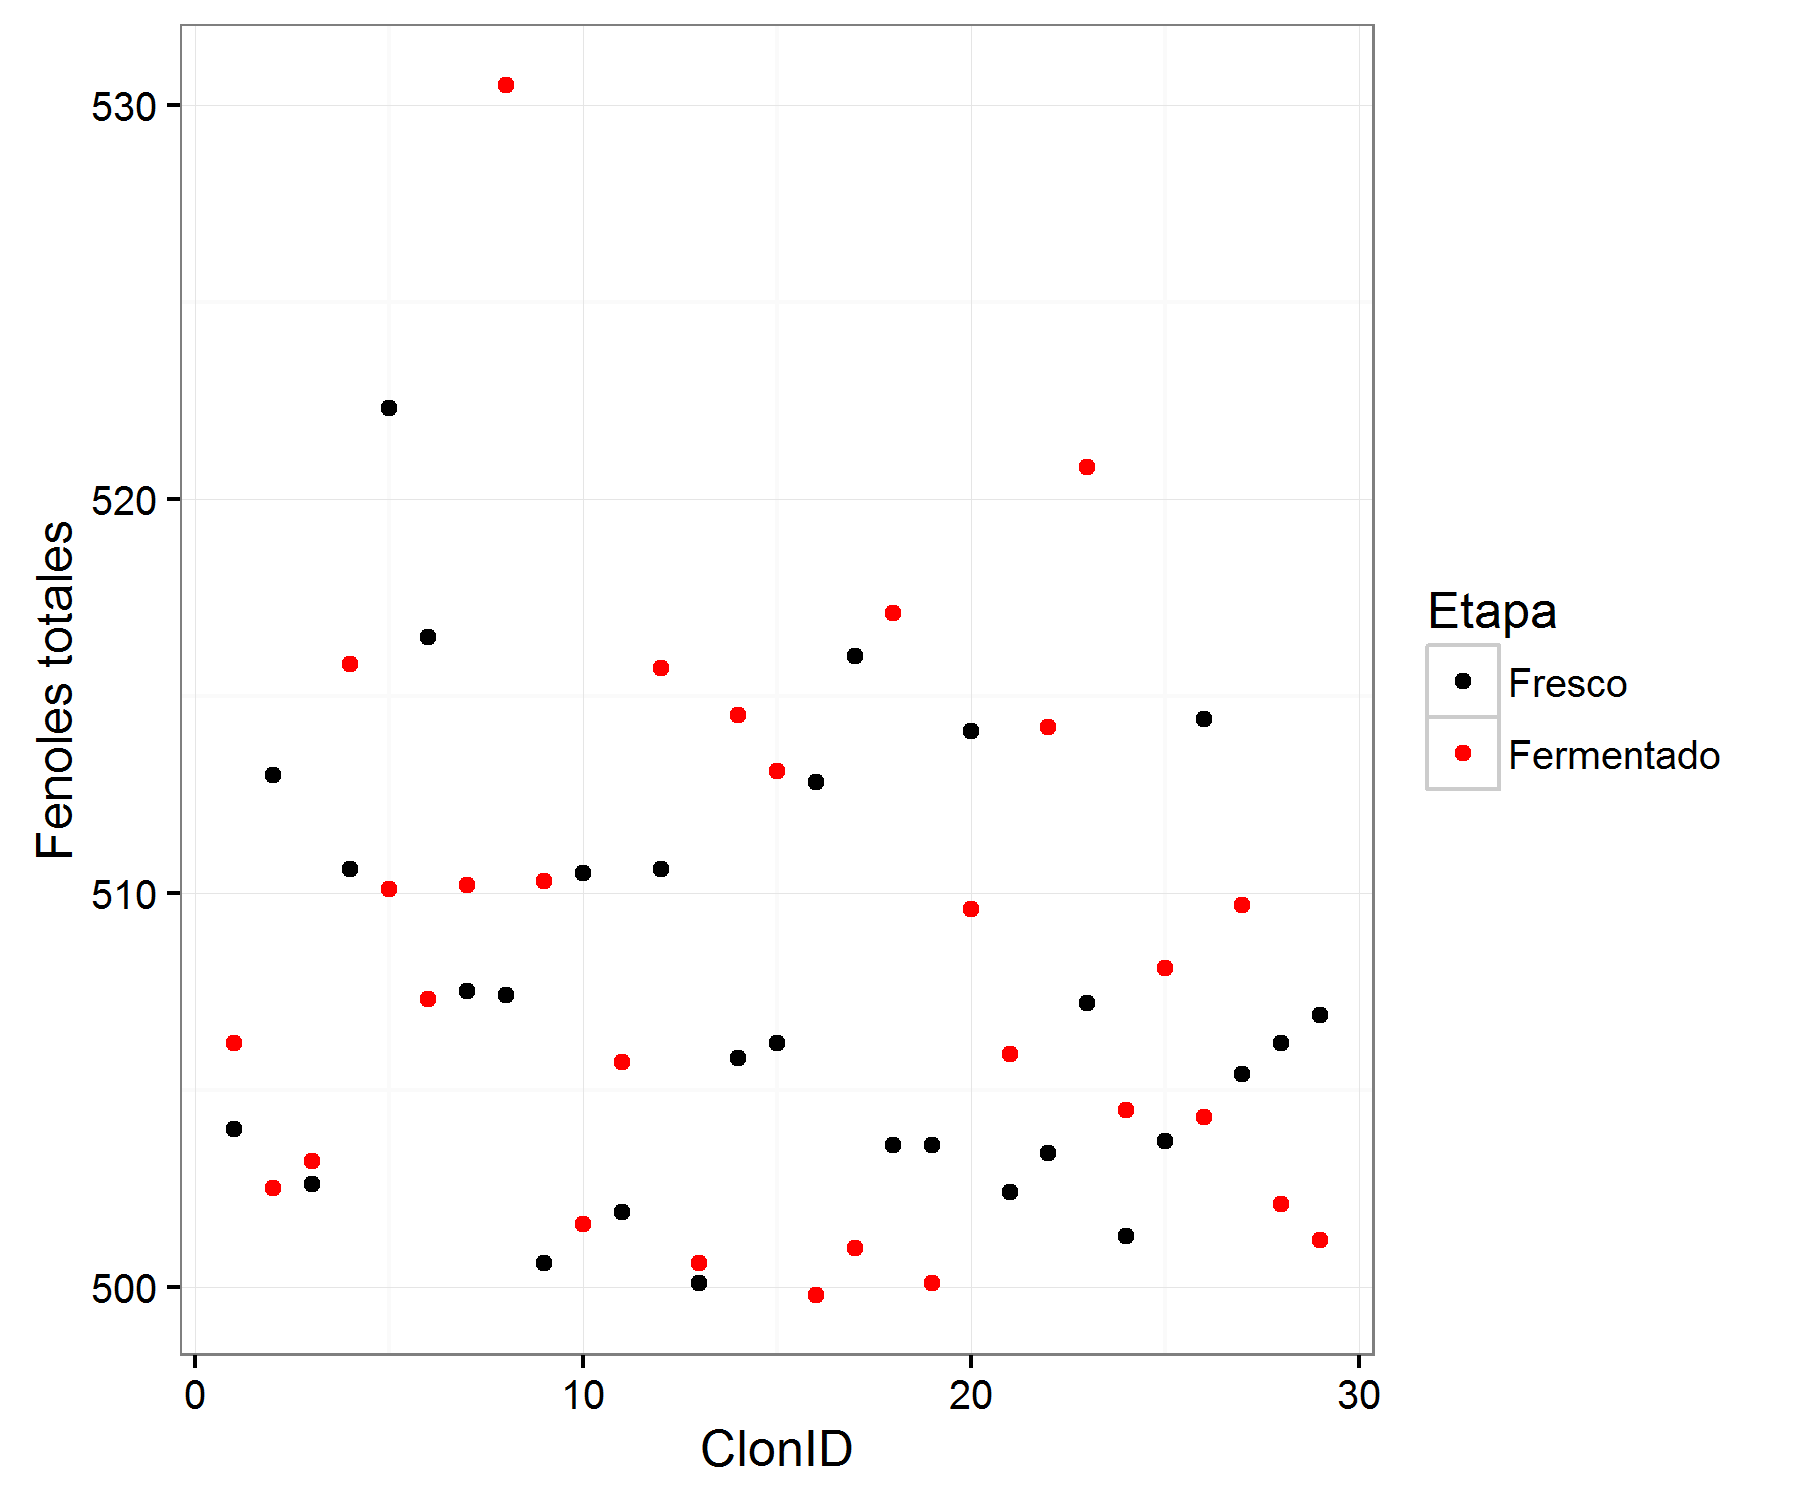 530
520
510
500
Fenoles totales
0 10 20 30
ClonID
Etapa
Fresco
Fermentado